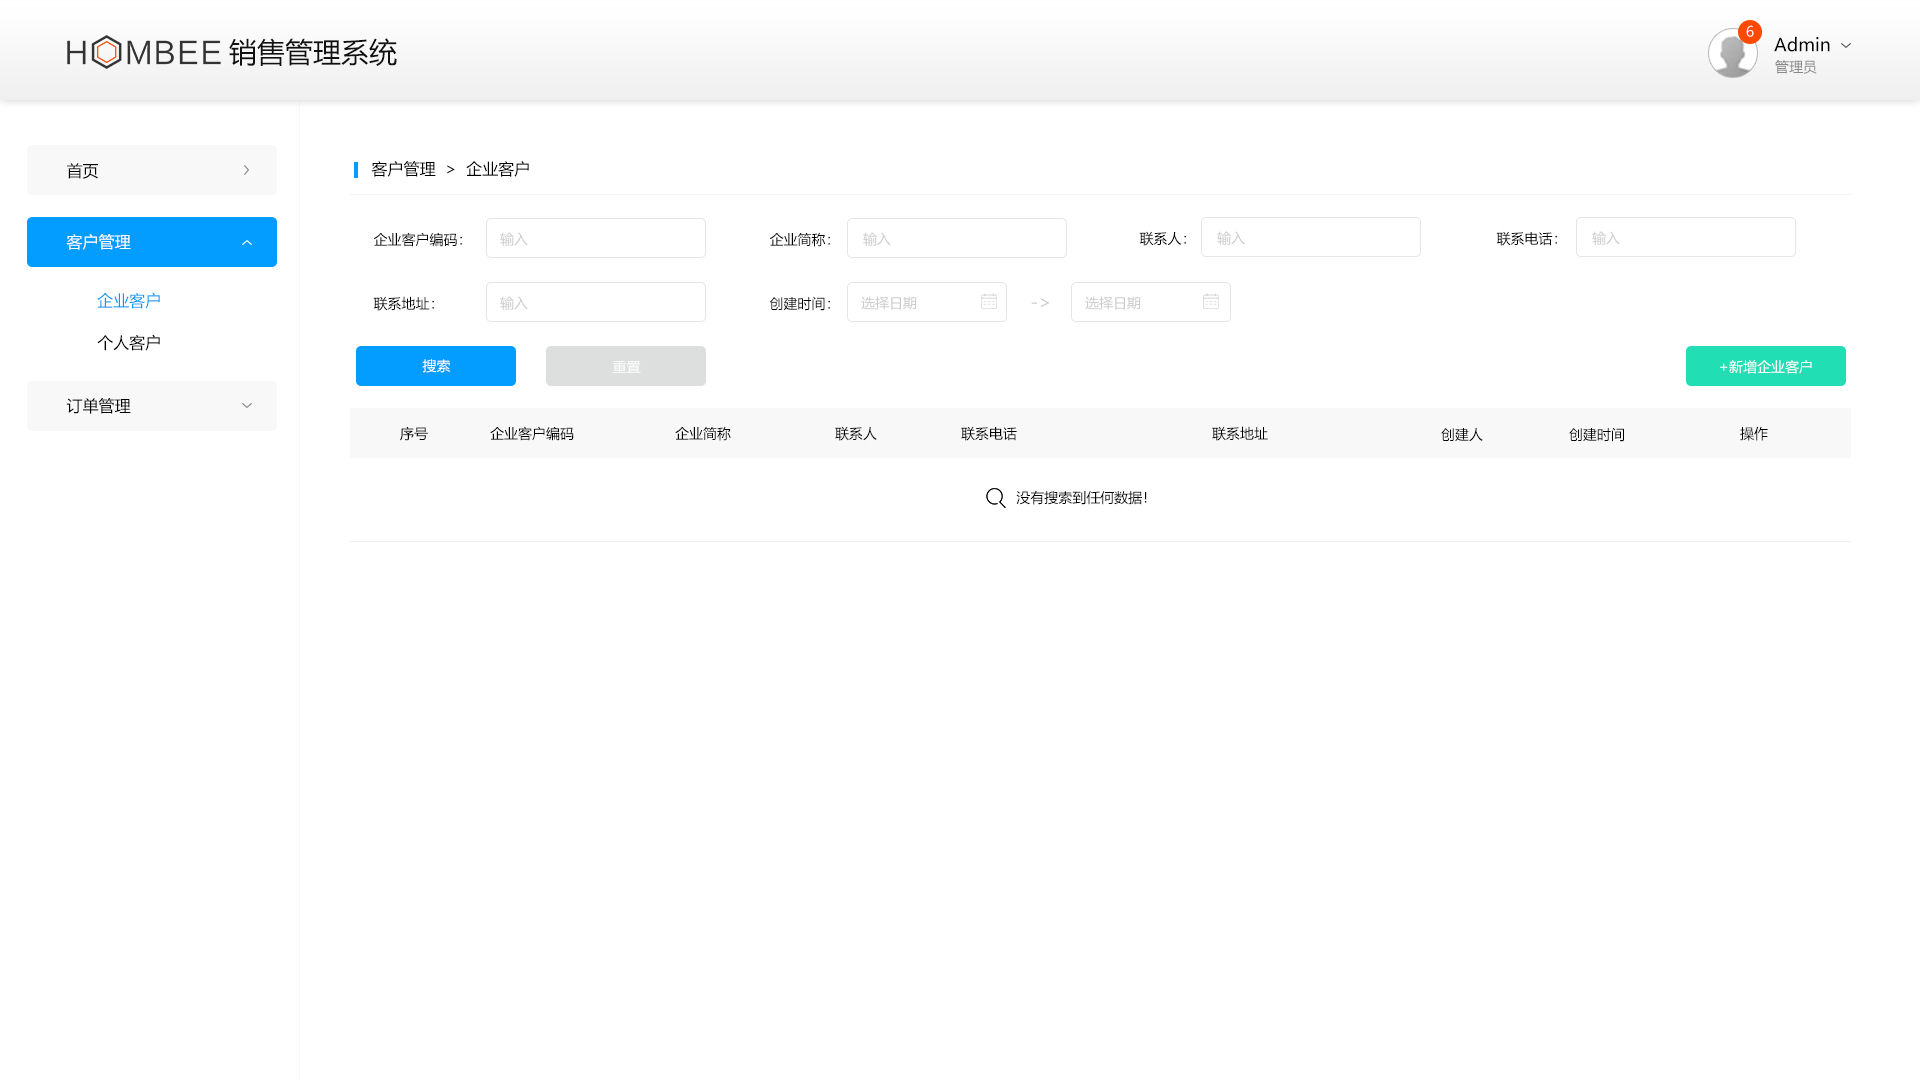 HOMBEE 销售管理系统
6
Admin
管理员
首页
客户管理
企业客户
个人客户
订单管理
客户管理 > 企业客户
企业客户编码： 输入
企业简称： 输入
联系人： 输入
联系电话： 输入
联系地址： 输入
创建时间： 选择日期 -> 选择日期
搜索
重置
+新增企业客户
序号 企业客户编码 企业简称 联系人 联系电话 联系地址 创建人 创建时间 操作
没有搜索到任何数据！